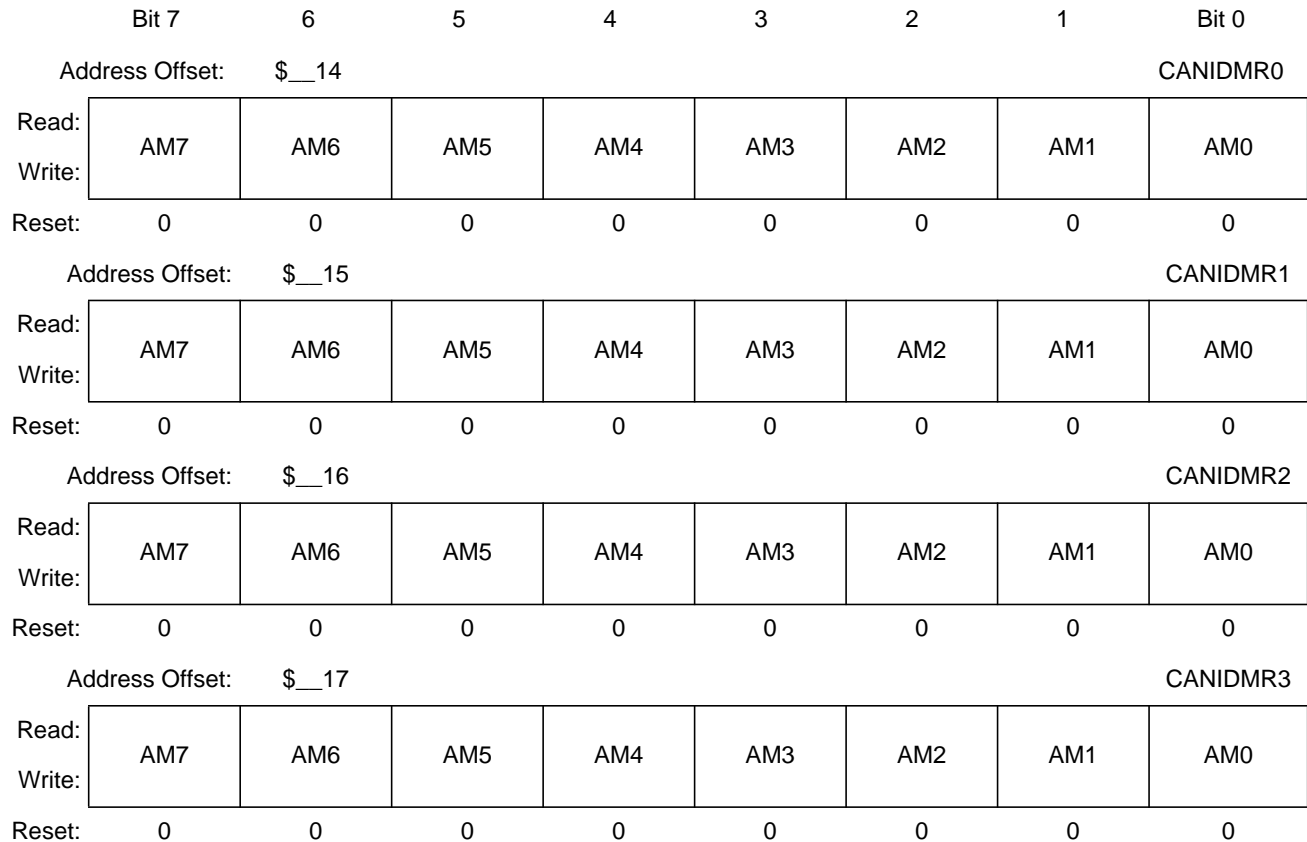 Bit 7 6 5 4 3 2 1 Bit 0
Address Offset: $__14 CANIDMR0
Read:
AM7 AM6 AM5 AM4 AM3 AM2 AM1 AM0
Write:
Reset: 0 0 0 0 0 0 0 0
Address Offset: $__15 CANIDMR1
Read:
AM7 AM6 AM5 AM4 AM3 AM2 AM1 AM0
Write:
Reset: 0 0 0 0 0 0 0 0
Address Offset: $__16 CANIDMR2
Read:
AM7 AM6 AM5 AM4 AM3 AM2 AM1 AM0
Write:
Reset: 0 0 0 0 0 0 0 0
Address Offset: $__17 CANIDMR3
Read:
AM7 AM6 AM5 AM4 AM3 AM2 AM1 AM0
Write:
Reset: 0 0 0 0 0 0 0 0